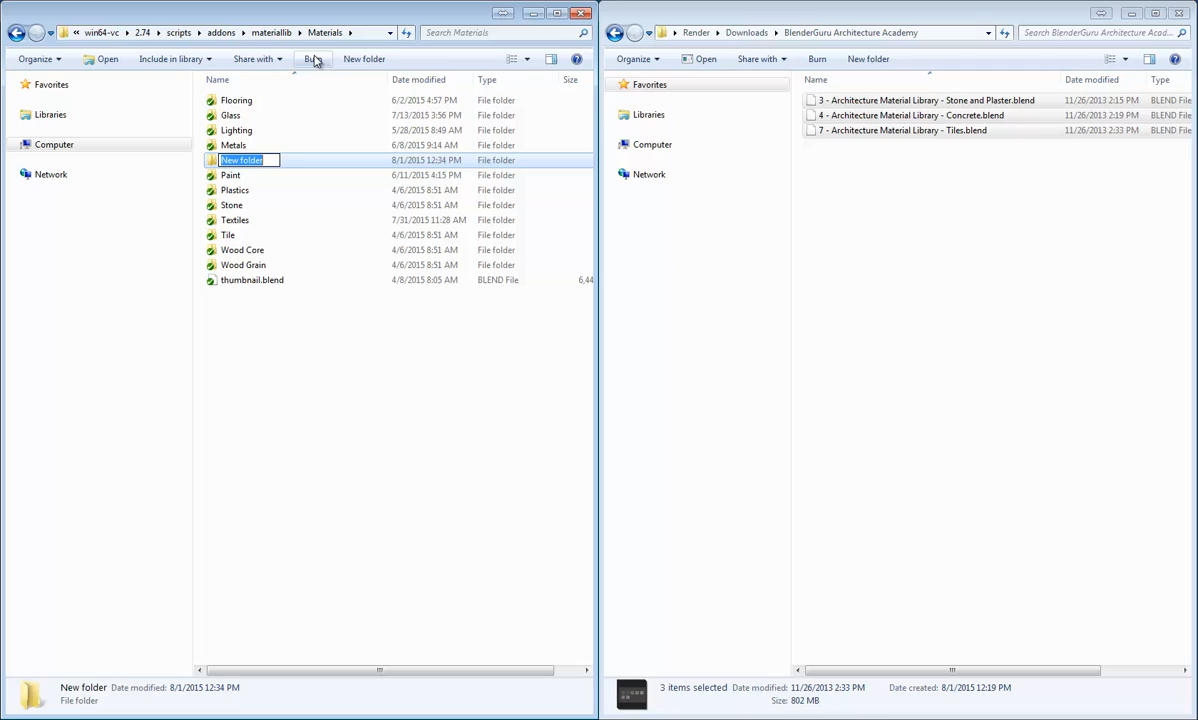 « win64-vc ▸ 2.74 ▸ scripts ▸ addons ▸ materiallib ▸ Materials ▸
Search Materials
Organize
Open
Include in library
Share with
New folder
Favorites
Libraries
Computer
Network
Name Date modified Type Size
Flooring 6/2/2015 4:57 PM File folder
Glass 7/13/2015 3:56 PM File folder
Lighting 5/28/2015 8:49 AM File folder
Metals 6/8/2015 9:14 AM File folder
New folder 8/1/2015 12:34 PM File folder
Paint 6/11/2015 4:15 PM File folder
Plastics 4/6/2015 8:51 AM File folder
Stone 4/6/2015 8:51 AM File folder
Textiles 7/31/2015 11:28 AM File folder
Tile 4/6/2015 8:51 AM File folder
Wood Core 4/6/2015 8:51 AM File folder
Wood Grain 4/6/2015 8:51 AM File folder
thumbnail.blend 4/8/2015 8:05 AM BLEND File 6,44
New folder Date modified: 8/1/2015 12:34 PM
File folder
Render ▸ Downloads ▸ BlenderGuru Architecture Academy
Search BlenderGuru Architecture Acad...
Organize
Open
Share with
Burn
New folder
Favorites
Libraries
Computer
Network
Name Date modified Type
3 - Architecture Material Library - Stone and Plaster.blend 11/26/2013 2:15 PM BLEND File
4 - Architecture Material Library - Concrete.blend 11/26/2013 2:19 PM BLEND File
7 - Architecture Material Library - Tiles.blend 11/26/2013 2:33 PM BLEND File
3 items selected Date modified: 11/26/2013 2:33 PM Date created: 8/1/2015 12:19 PM
Size: 802 MB